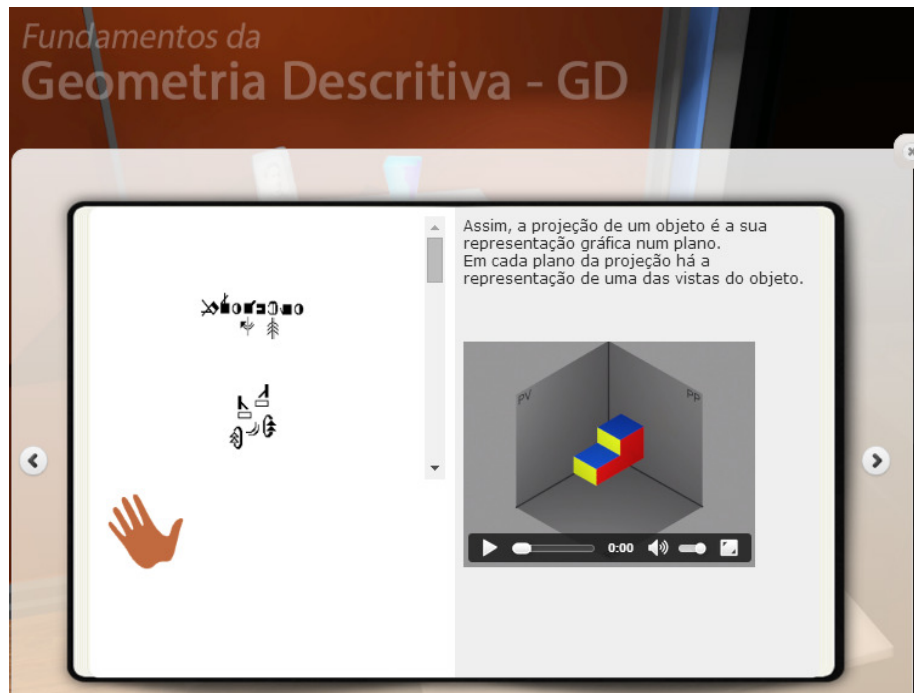 Fundamentos da
Geometria Descritiva - GD
Assim, a projeção de um objeto é a sua
representação gráfica num plano.
Em cada plano da projeção há a
representação de uma das vistas do objeto.
PV
PP
0:00